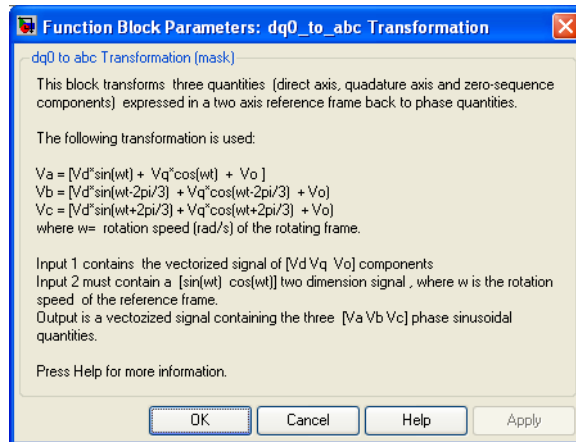 Function Block Parameters: dq0_to_abc Transformation
dq0 to abc Transformation (mask)
This block transforms three quantities (direct axis, quadature axis and zero-sequence
components) expressed in a two axis reference frame back to phase quantities.
The following transformation is used:
Va = [Vd*sin(wt) + Vq*cos(wt) + Vo ]
Vb = [Vd*sin(wt-2pi/3) + Vq*cos(wt-2pi/3) + Vo)
Vc = [Vd*sin(wt+2pi/3) + Vq*cos(wt+2pi/3) + Vo)
where w= rotation speed (rad/s) of the rotating frame.
Input 1 contains the vectorized signal of [Vd Vq Vo] components
Input 2 must contain a [sin(wt) cos(wt)] two dimension signal , where w is the rotation
speed of the reference frame.
Output is a vectozized signal containing the three [Va Vb Vc] phase sinusoidal
quantities.
Press Help for more information.
OK Cancel Help Apply